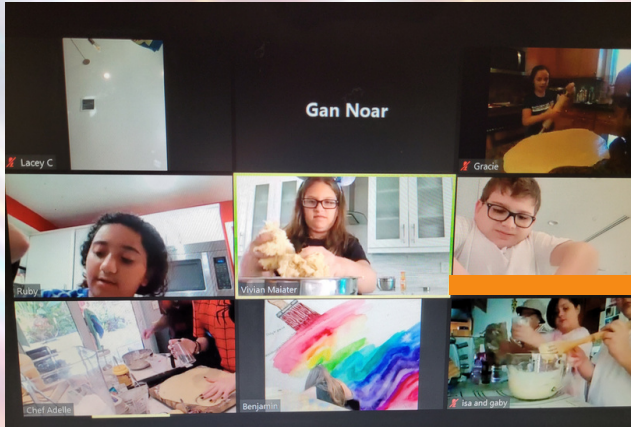 Gan Noar
Lacey C
Gracie
Ruby
Vivian Maiater
Chef Adelle
Benjamin
isa and gaby